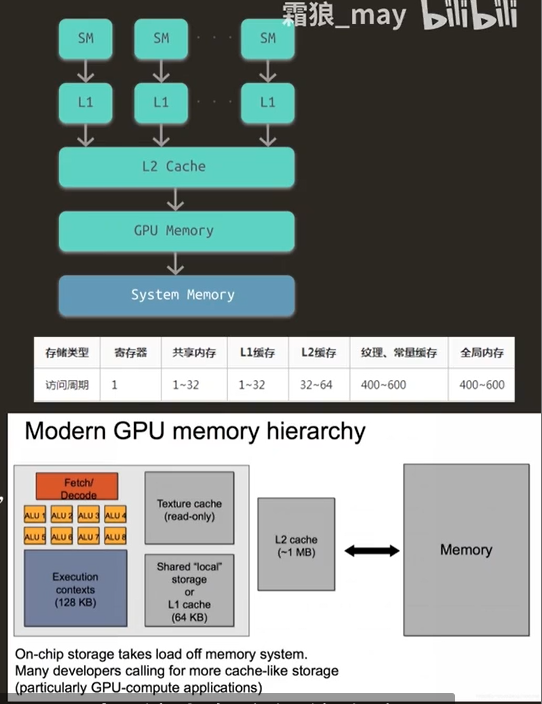 霜狼_may bilibili
SM SM · · · SM
L1 L1 · · · L1
L2 Cache
GPU Memory
System Memory
存储类型 寄存器 共享内存 L1缓存 L2缓存 纹理、常量缓存 全局内存
访问周期 1 1~32 1~32 32~64 400~600 400~600
Modern GPU memory hierarchy
Fetch/
Decode
ALU 1 ALU 2 ALU 3 ALU 4
ALU 5 ALU 6 ALU 7 ALU 8
Execution
contexts
(128 KB)
Texture cache
(read-only)
Shared "local"
storage
or
L1 cache
(64 KB)
L2 cache
(~1 MB)
Memory
On-chip storage takes load off memory system.
Many developers calling for more cache-like storage
(particularly GPU-compute applications)